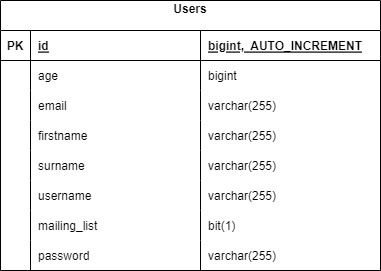 Users
PK id bigint, AUTO_INCREMENT
age bigint
email varchar(255)
firstname varchar(255)
surname varchar(255)
username varchar(255)
mailing_list bit(1)
password varchar(255)